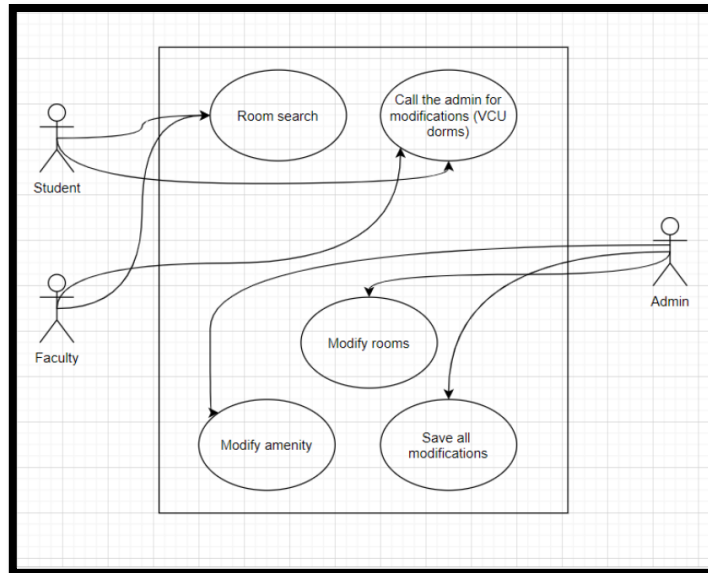 Room search
Call the admin for
modifications (VCU
dorms)
Student
Admin
Modify rooms
Faculty
Modify amenity
Save all
modifications